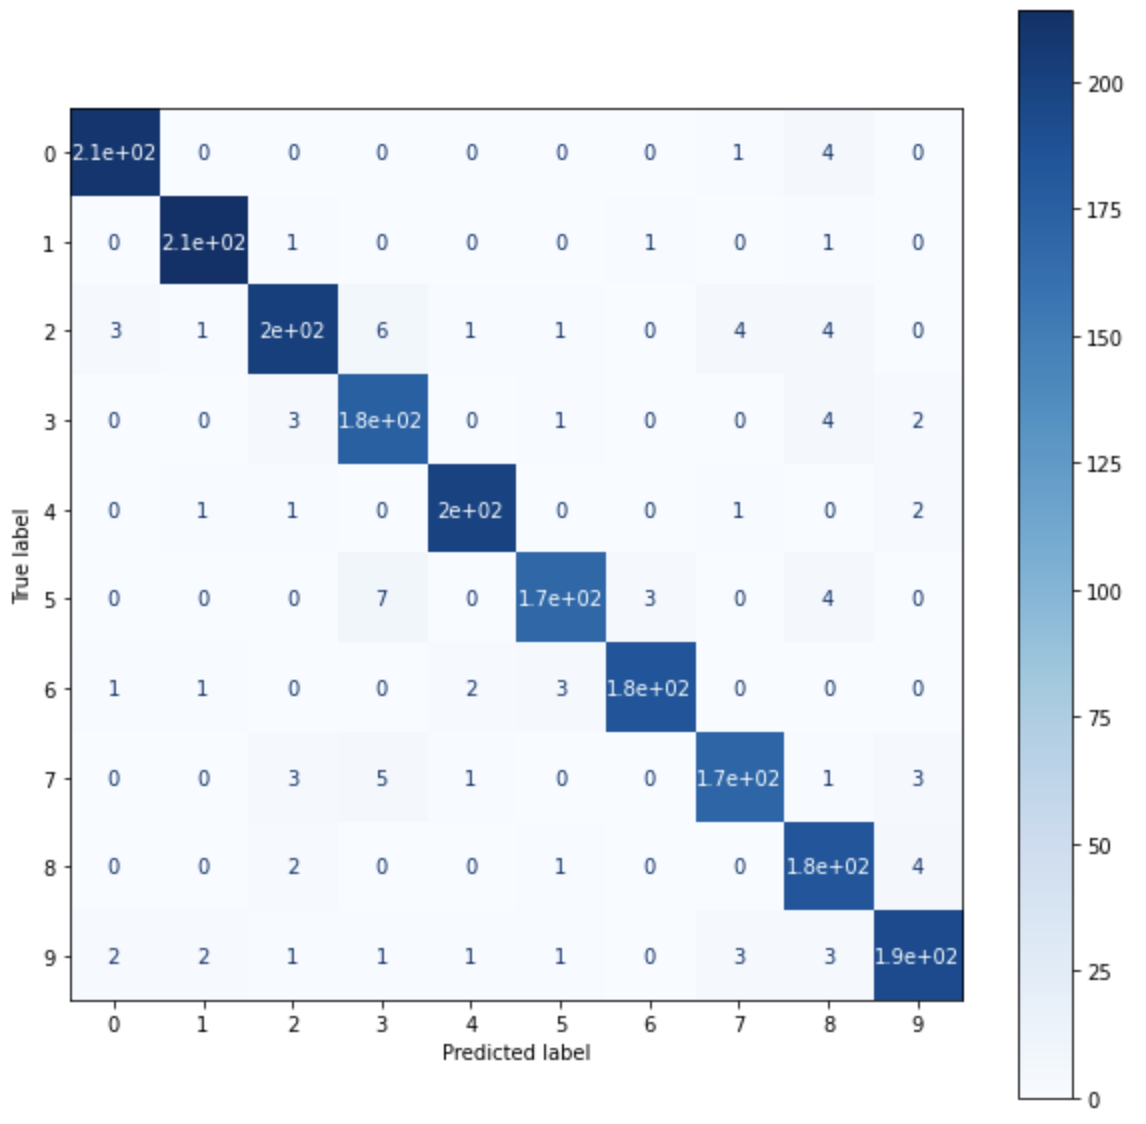 0 2.1e+02 0 0 0 0 0 0 1 4 0
1 0 2.1e+02 1 0 0 0 1 0 1 0
2 3 1 2e+02 6 1 1 0 4 4 0
3 0 0 3 1.8e+02 0 1 0 0 4 2
4 0 1 1 0 2e+02 0 0 1 0 2
5 0 0 0 7 0 1.7e+02 3 0 4 0
6 1 1 0 0 2 3 1.8e+02 0 0 0
7 0 0 3 5 1 0 0 1.7e+02 1 3
8 0 0 2 0 0 1 0 0 1.8e+02 4
9 2 2 1 1 1 1 0 3 3 1.9e+02
0 1 2 3 4 5 6 7 8 9
Predicted label
True label
200
175
150
125
100
75
50
25
0